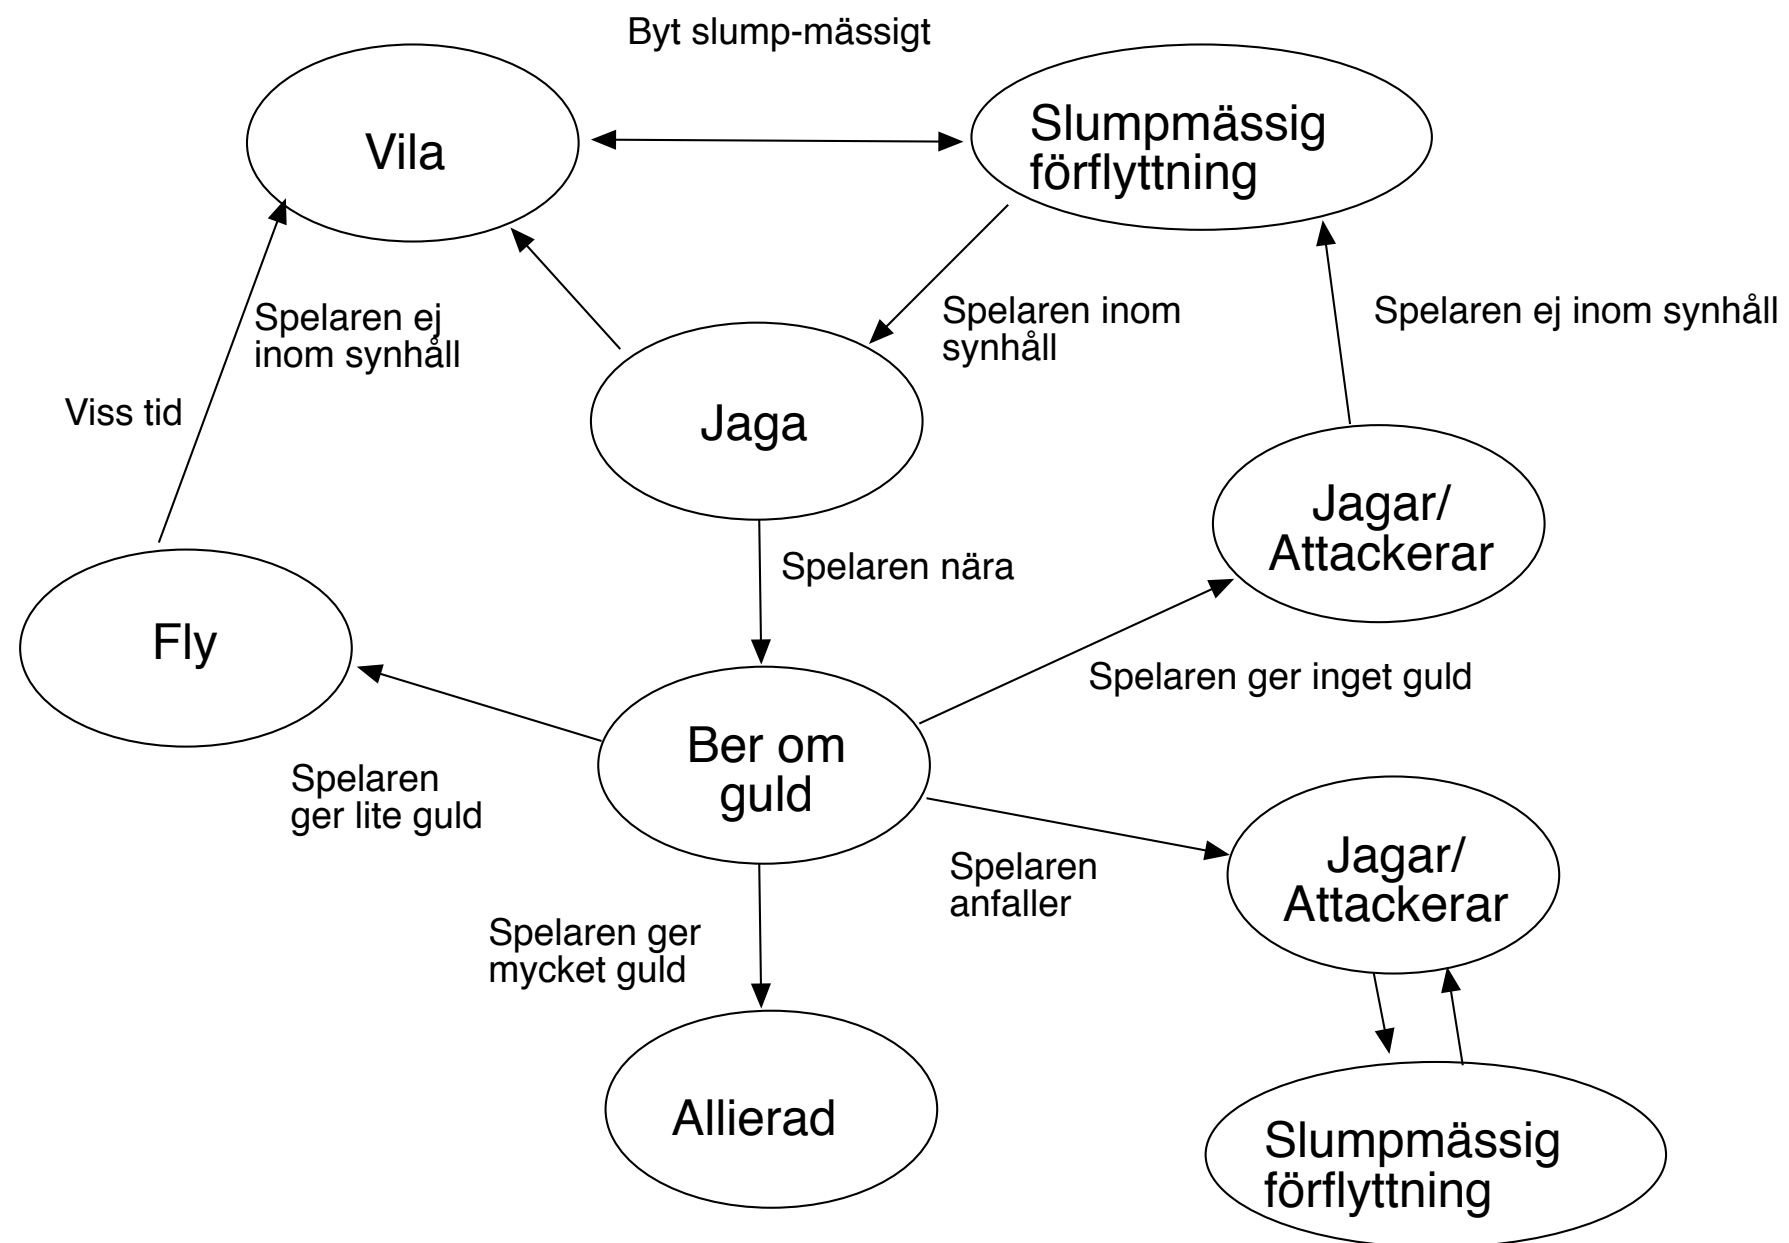 Byt slump-mässigt
Vila
Slumpmässig
förflyttning
Spelaren ej
inom synhåll
Spelaren inom
synhåll
Spelaren ej inom synhåll
Viss tid
Jaga
Jagar/
Attackerar
Spelaren nära
Fly
Spelaren ger inget guld
Ber om
guld
Spelaren
ger lite guld
Spelaren
anfaller
Jagar/
Attackerar
Spelaren ger
mycket guld
Allierad
Slumpmässig
förflyttning